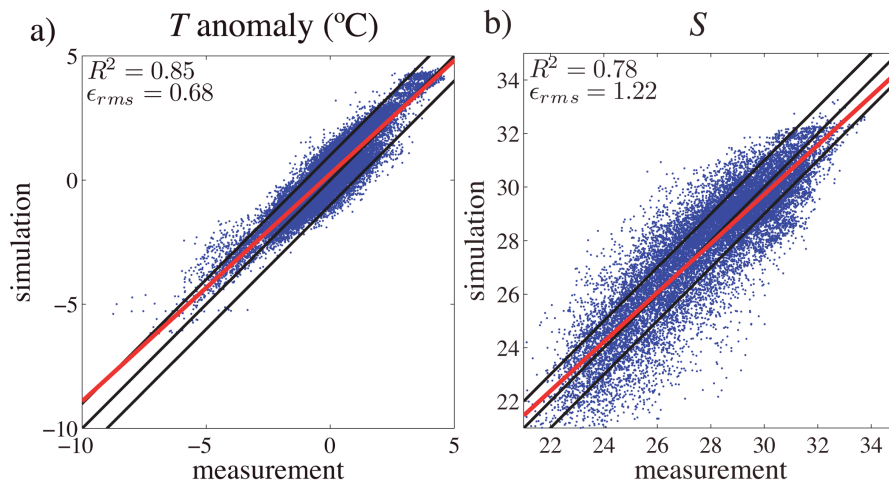 a)
T anomaly (ºC)
R² = 0.85
ϵrms = 0.68
simulation
5
0
−5
−10
−10 −5 0 5
measurement
b)
S
R² = 0.78
ϵrms = 1.22
simulation
34
32
30
28
26
24
22
22 24 26 28 30 32 34
measurement